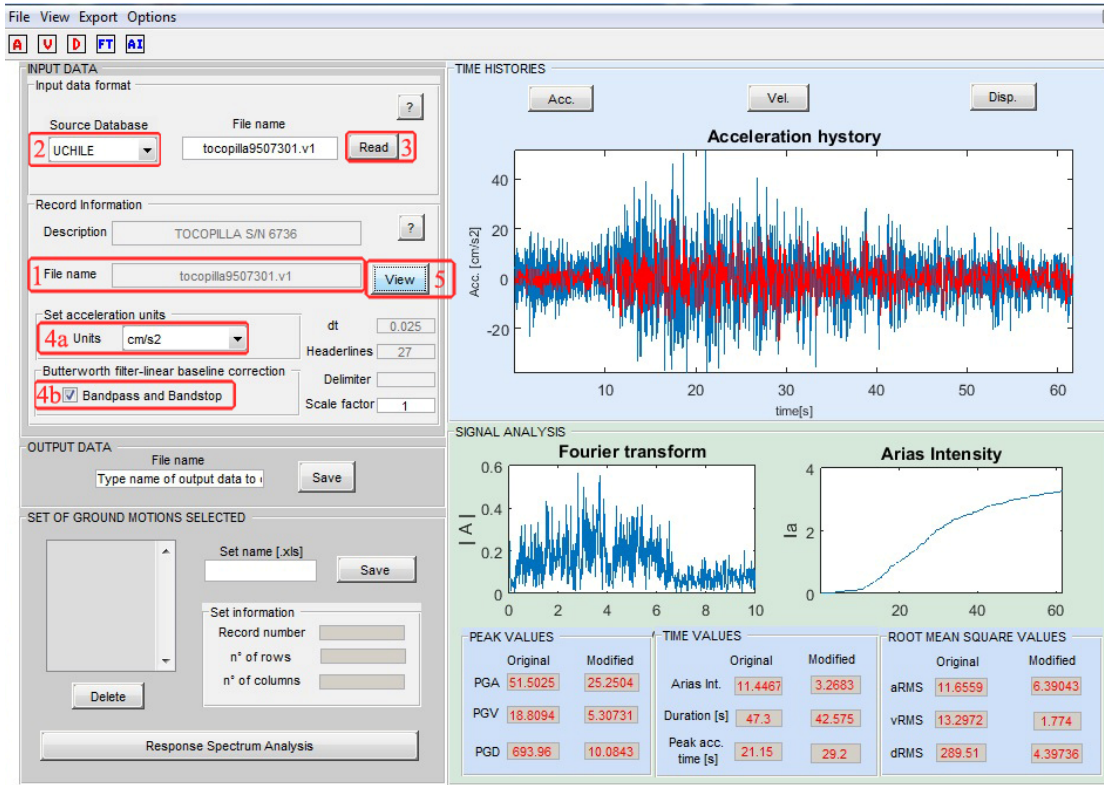 File View Export Options
A V D FT AI
INPUT DATA
Input data format
?
Source Database File name
2 UCHILE tocopilla9507301.v1 Read 3
Record Information
Description TOCOPILLA S/N 6736 ?
1 File name tocopilla9507301.v1 View 5
Set acceleration units
4a Units cm/s2
dt 0.025
Headerlines 27
Butterworth filter-linear baseline correction
4b Bandpass and Bandstop
Delimiter
Scale factor 1
OUTPUT DATA
File name
Type name of output data to Save
SET OF GROUND MOTIONS SELECTED
Set name [.xls]
Save
Set information
Record number
n° of rows
n° of columns
Delete
Response Spectrum Analysis
TIME HISTORIES
Acc. Vel. Disp.
Acceleration hystory
Acc. [cm/s2]
40
20
0
-20
10 20 30 40 50 60
time[s]
SIGNAL ANALYSIS
Fourier transform
| A |
0.6
0.4
0.2
0
0 2 4 6 8 10
Arias Intensity
Ia
4
2
0
20 40 60
PEAK VALUES
Original Modified
PGA 51.5025 25.2504
PGV 18.8094 5.30731
PGD 693.96 10.0843
TIME VALUES
Original Modified
Arias Int. 11.4467 3.2683
Duration [s] 47.3 42.575
Peak acc.
time [s] 21.15 29.2
ROOT MEAN SQUARE VALUES
Original Modified
aRMS 11.6559 6.39043
vRMS 13.2972 1.774
dRMS 289.51 4.39736